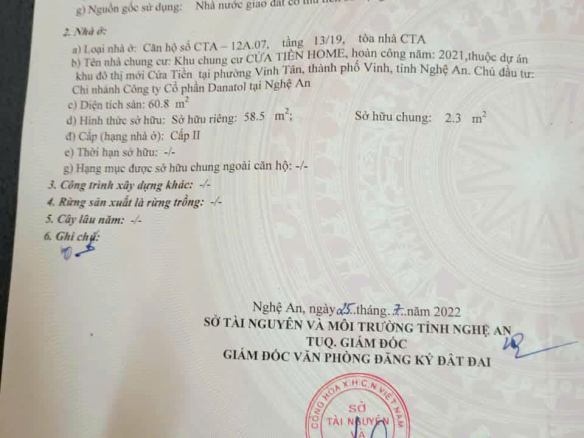 g) Nguồn gốc sử dụng: Nhà nước giao đất có thu tiền
2. Nhà ở:
a) Loại nhà ở: Căn hộ số CTA – 12A.07, tầng 13/19, tòa nhà CTA
b) Tên nhà chung cư: Khu chung cư CỬA TIỀN HOME, hoàn công năm: 2021,thuộc dự án
khu đô thị mới Cửa Tiền tại phường Vinh Tân, thành phố Vinh, tỉnh Nghệ An. Chủ đầu tư:
Chi nhánh Công ty Cổ phần Danatol tại Nghệ An
c) Diện tích sàn: 60.8 m²
d) Hình thức sở hữu: Sở hữu riêng: 58.5 m²; Sở hữu chung: 2.3 m²
đ) Cấp (hạng nhà ở): Cấp II
e) Thời hạn sở hữu: -/-
g) Hạng mục được sở hữu chung ngoài căn hộ: -/-
3. Công trình xây dựng khác: -/-
4. Rừng sản xuất là rừng trồng: -/-
5. Cây lâu năm: -/-
6. Ghi chú:
Nghệ An, ngày 25 tháng 7 năm 2022
SỞ TÀI NGUYÊN VÀ MÔI TRƯỜNG TỈNH NGHỆ AN
TUQ. GIÁM ĐỐC
GIÁM ĐỐC VĂN PHÒNG ĐĂNG KÝ ĐẤT ĐAI
CỘNG HÒA X.H.C.N VIỆT NAM
SỞ
TÀI NGUYÊN
VÀ